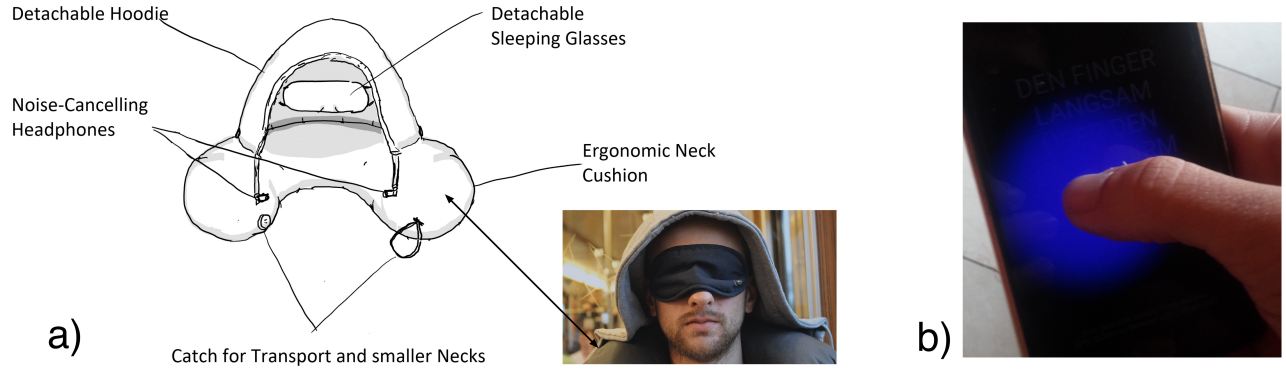 Detachable Hoodie
Detachable
Sleeping Glasses
Noise-Cancelling
Headphones
Ergonomic Neck
Cushion
Catch for Transport and smaller Necks
a)
b)
DEN FINGER
LANGSAM